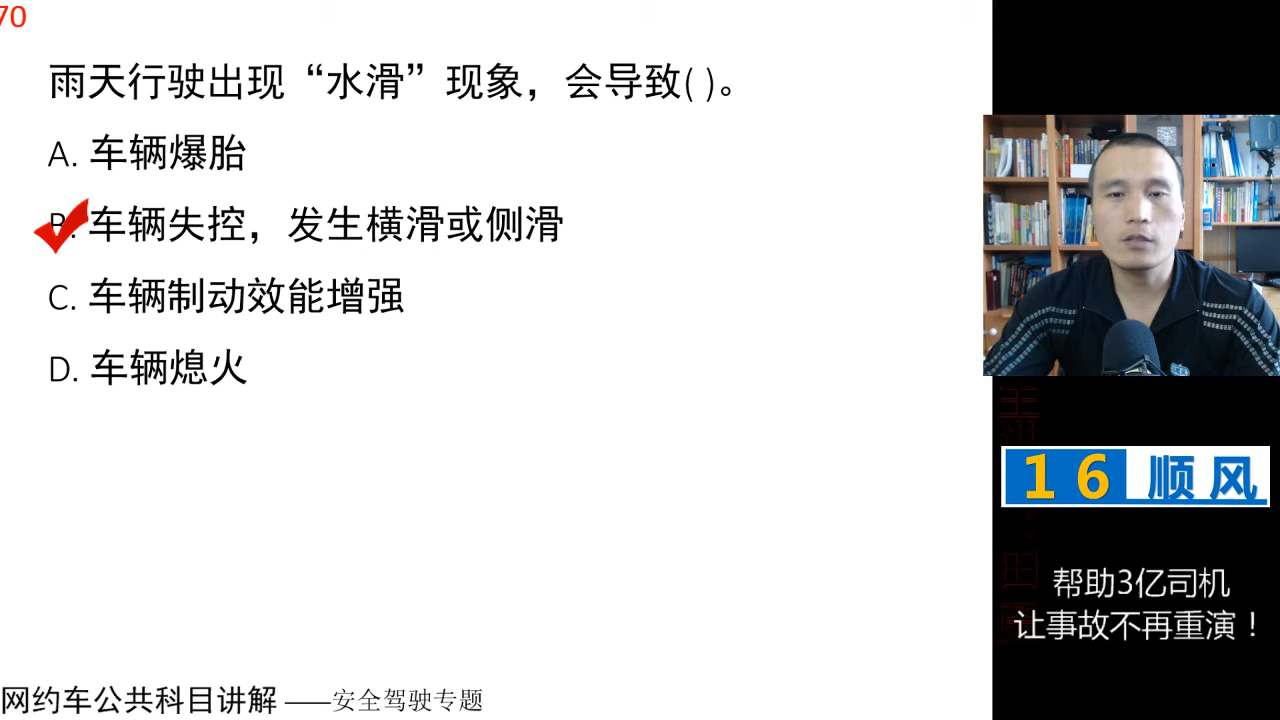 70
雨天行驶出现“水滑”现象，会导致( )。
A. 车辆爆胎
B. 车辆失控，发生横滑或侧滑
C. 车辆制动效能增强
D. 车辆熄火
16 顺风
帮助3亿司机
让事故不再重演！
网约车公共科目讲解 ——安全驾驶专题